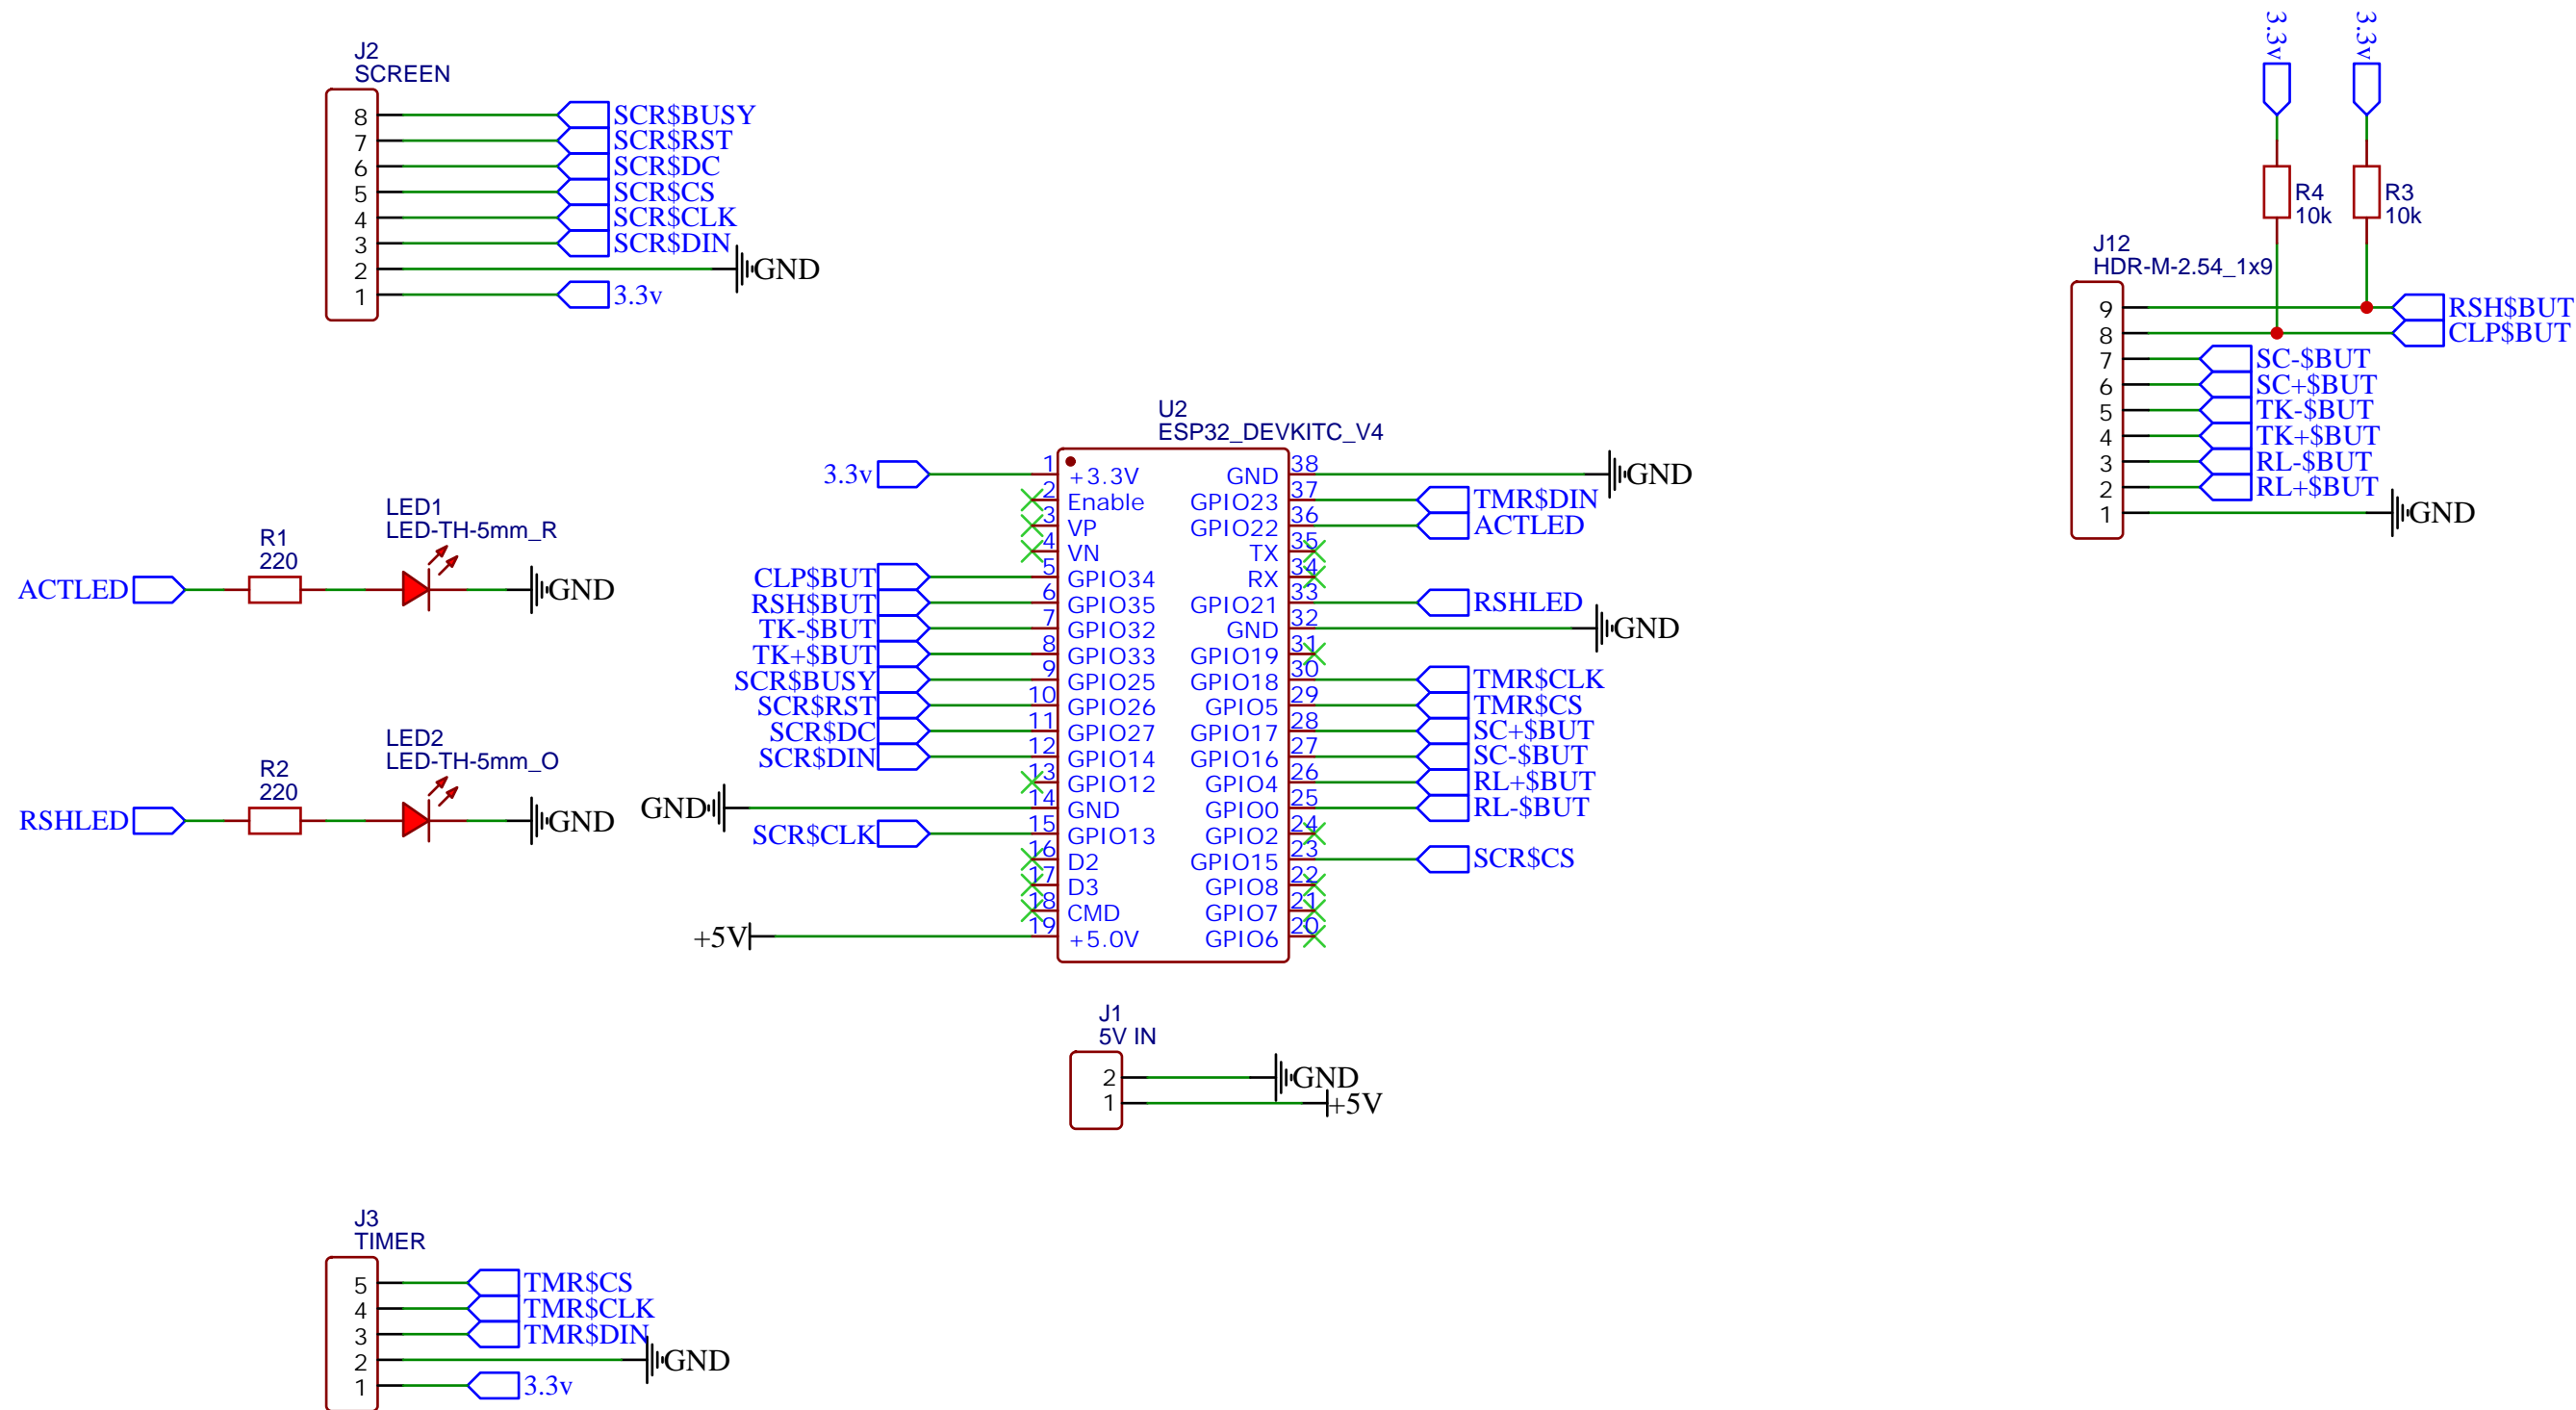 J2
SCREEN
8 SCR$BUSY
7 SCR$RST
6 SCR$DC
5 SCR$CS
4 SCR$CLK
3 SCR$DIN
2 GND
1 3.3v
3.3v 3.3v
R4
10k
R3
10k
J12
HDR-M-2.54_1x9
9 RSH$BUT
8 CLP$BUT
7 SC-$BUT
6 SC+$BUT
5 TK-$BUT
4 TK+$BUT
3 RL-$BUT
2 RL+$BUT
1 GND
U2
ESP32_DEVKITC_V4
3.3v 1 +3.3V GND 38 GND
2 Enable GPIO23 37 TMR$DIN
3 VP GPIO22 36 ACTLED
4 VN TX 35
CLP$BUT 5 GPIO34 RX 34
RSH$BUT 6 GPIO35 GPIO21 33 RSHLED
TK-$BUT 7 GPIO32 GND 32 GND
TK+$BUT 8 GPIO33 GPIO19 31
SCR$BUSY 9 GPIO25 GPIO18 30 TMR$CLK
SCR$RST 10 GPIO26 GPIO5 29 TMR$CS
SCR$DC 11 GPIO27 GPIO17 28 SC+$BUT
SCR$DIN 12 GPIO14 GPIO16 27 SC-$BUT
13 GPIO12 GPIO4 26 RL+$BUT
GND 14 GND GPIO0 25 RL-$BUT
SCR$CLK 15 GPIO13 GPIO2 24
16 D2 GPIO15 23 SCR$CS
17 D3 GPIO8 22
18 CMD GPIO7 21
+5V 19 +5.0V GPIO6 20
LED1
LED-TH-5mm_R
R1
220
ACTLED GND
LED2
LED-TH-5mm_O
R2
220
RSHLED GND
J1
5V IN
2 GND
1 +5V
J3
TIMER
5 TMR$CS
4 TMR$CLK
3 TMR$DIN
2 GND
1 3.3v